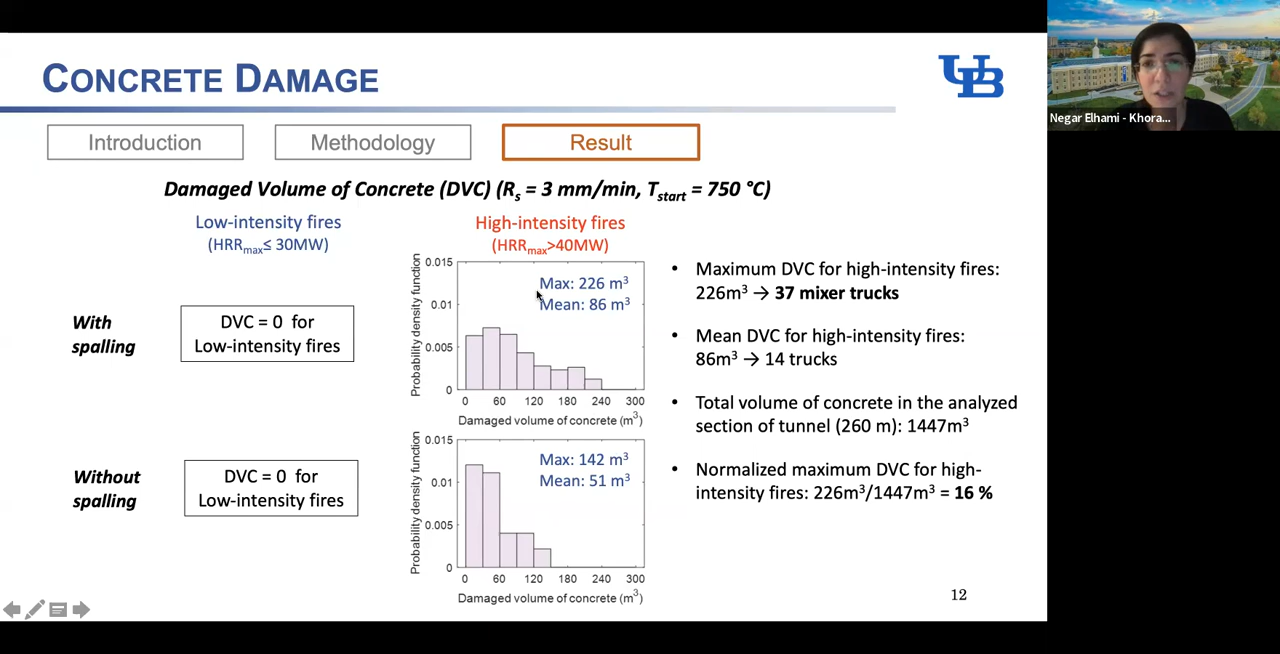 CONCRETE DAMAGE
UB
Negar Elhami - Khora...
Introduction
Methodology
Result
Damaged Volume of Concrete (DVC) (Rs = 3 mm/min, Tstart = 750 °C)
Low-intensity fires
(HRRmax≤ 30MW)
High-intensity fires
(HRRmax>40MW)
With
spalling
DVC = 0 for
Low-intensity fires
Probability density function
0.015
0.01
0.005
0
Max: 226 m³
Mean: 86 m³
0 60 120 180 240 300
Damaged volume of concrete (m³)
Without
spalling
DVC = 0 for
Low-intensity fires
Probability density function
0.015
0.01
0.005
0
Max: 142 m³
Mean: 51 m³
0 60 120 180 240 300
Damaged volume of concrete (m³)
• Maximum DVC for high-intensity fires:
226m³ → 37 mixer trucks
• Mean DVC for high-intensity fires:
86m³ → 14 trucks
• Total volume of concrete in the analyzed
section of tunnel (260 m): 1447m³
• Normalized maximum DVC for high-
intensity fires: 226m³/1447m³ = 16 %
12